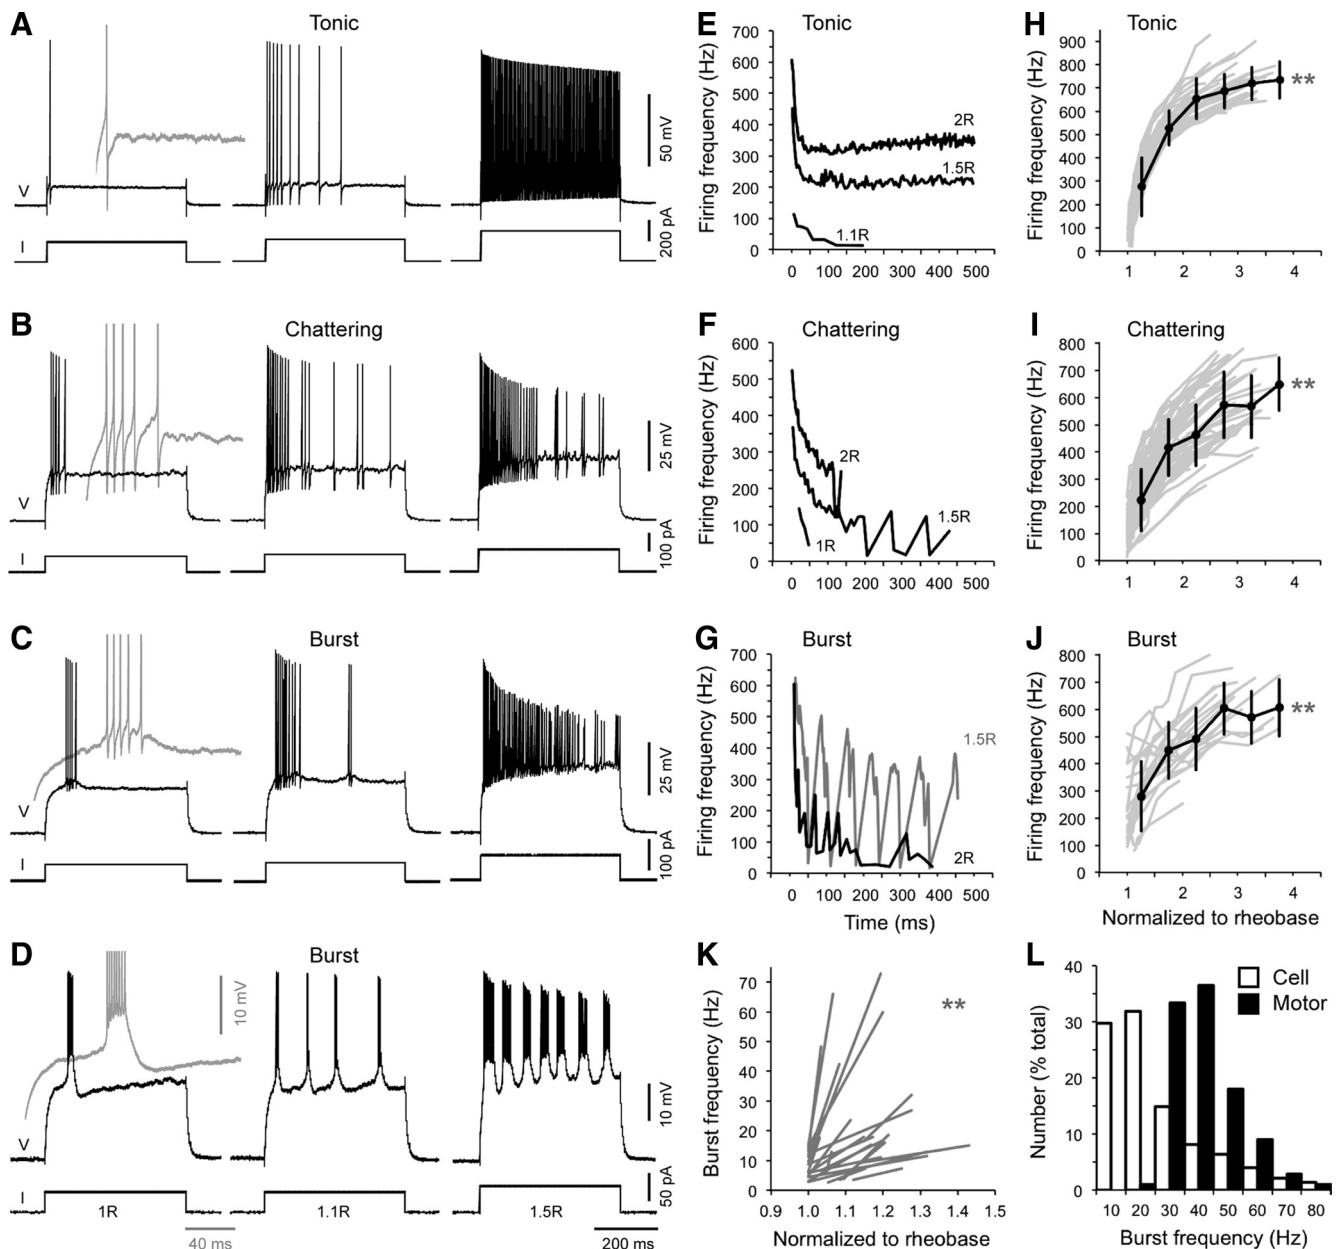 A
Tonic
V
I
50 mV
200 pA
B
Chattering
V
I
25 mV
100 pA
C
Burst
V
I
25 mV
100 pA
D
Burst
10 mV
V
I
10 mV
50 pA
1R
1.1R
1.5R
40 ms
200 ms
E
Tonic
Firing frequency (Hz)
700
600
500
400
300
200
100
0
2R
1.5R
1.1R
0 100 200 300 400 500
F
Chattering
Firing frequency (Hz)
600
500
400
300
200
100
0
2R
1.5R
1R
0 100 200 300 400 500
G
Burst
Firing frequency (Hz)
700
600
500
400
300
200
100
0
1.5R
2R
0 100 200 300 400 500
Time (ms)
H
Tonic
Firing frequency (Hz)
900
800
700
600
500
400
300
200
100
0
**
1 2 3 4
I
Chattering
Firing frequency (Hz)
800
700
600
500
400
300
200
100
0
**
1 2 3 4
J
Burst
Firing frequency (Hz)
800
700
600
500
400
300
200
100
0
**
1 2 3 4
Normalized to rheobase
K
Burst frequency (Hz)
70
60
50
40
30
20
10
0
**
0.9 1.0 1.1 1.2 1.3 1.4 1.5
Normalized to rheobase
L
Number (% total)
40
30
20
10
0
Cell
Motor
10 20 30 40 50 60 70 80
Burst frequency (Hz)